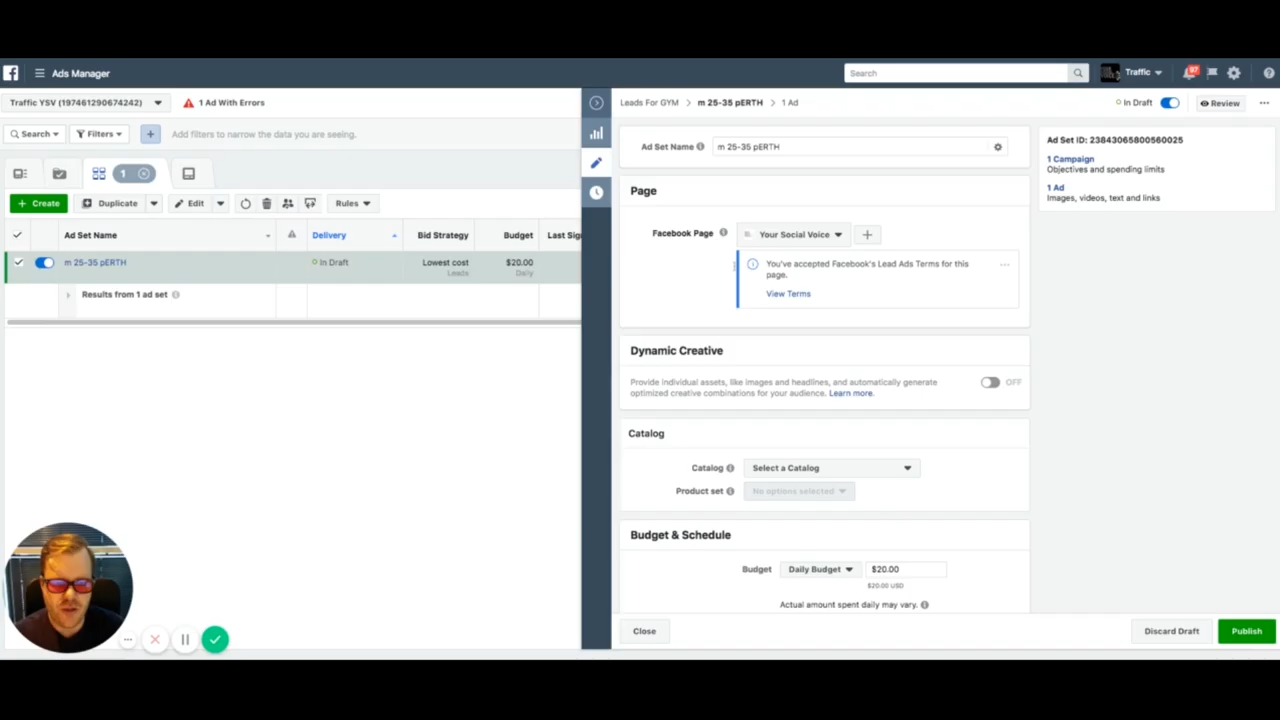 Ads Manager
Search
Traffic
97
Traffic YSV (197461290674242)
1 Ad With Errors
Leads For GYM > m 25-35 pERTH > 1 Ad
In Draft
Review
Search
Filters
Add filters to narrow the data you are seeing.
1
Create
Duplicate
Edit
Rules
Ad Set Name
Delivery
Bid Strategy
Budget
Last Sig
m 25-35 pERTH
In Draft
Lowest cost
Leads
$20.00
Daily
Results from 1 ad set
Ad Set Name
m 25-35 pERTH
Page
Facebook Page
Your Social Voice
You've accepted Facebook's Lead Ads Terms for this
page.
View Terms
Dynamic Creative
Provide individual assets, like images and headlines, and automatically generate
optimized creative combinations for your audience. Learn more.
OFF
Catalog
Catalog
Select a Catalog
Product set
No options selected
Budget & Schedule
Budget
Daily Budget
$20.00
$20.00 USD
Actual amount spent daily may vary.
Close
Discard Draft
Publish
Ad Set ID: 23843065800560025
1 Campaign
Objectives and spending limits
1 Ad
Images, videos, text and links